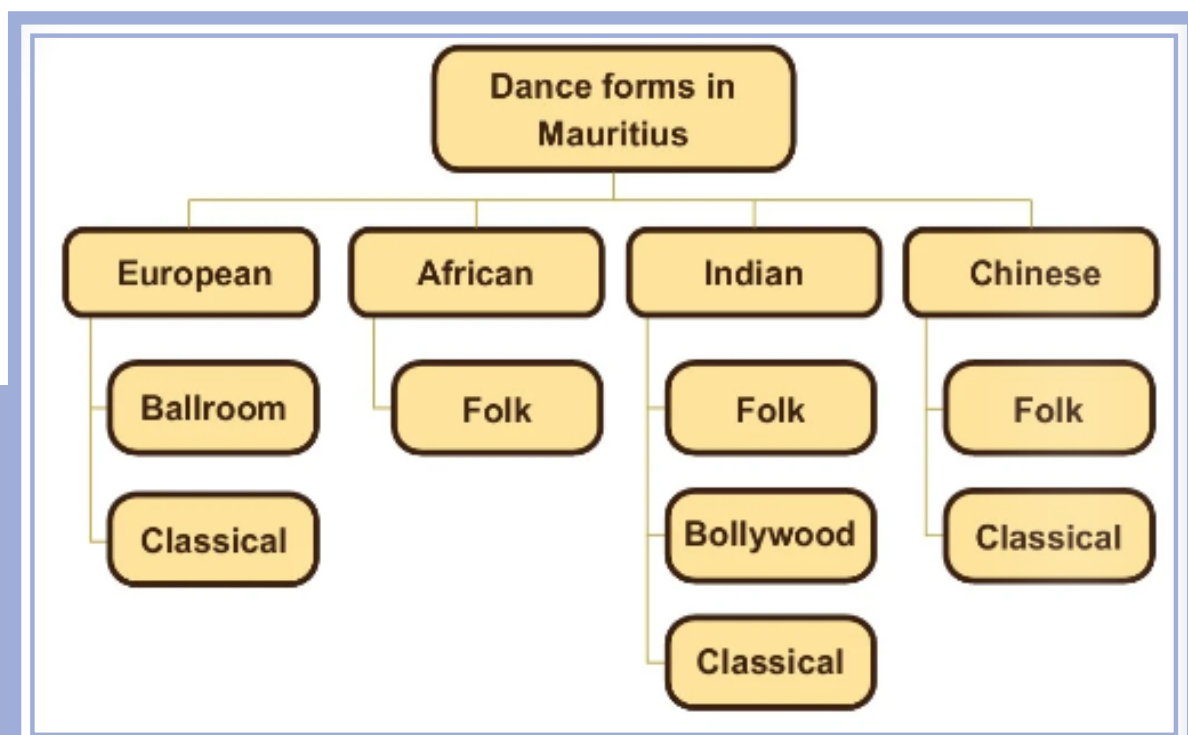 Dance forms in
Mauritius
European
African
Indian
Chinese
Ballroom
Folk
Folk
Folk
Classical
Bollywood
Classical
Classical